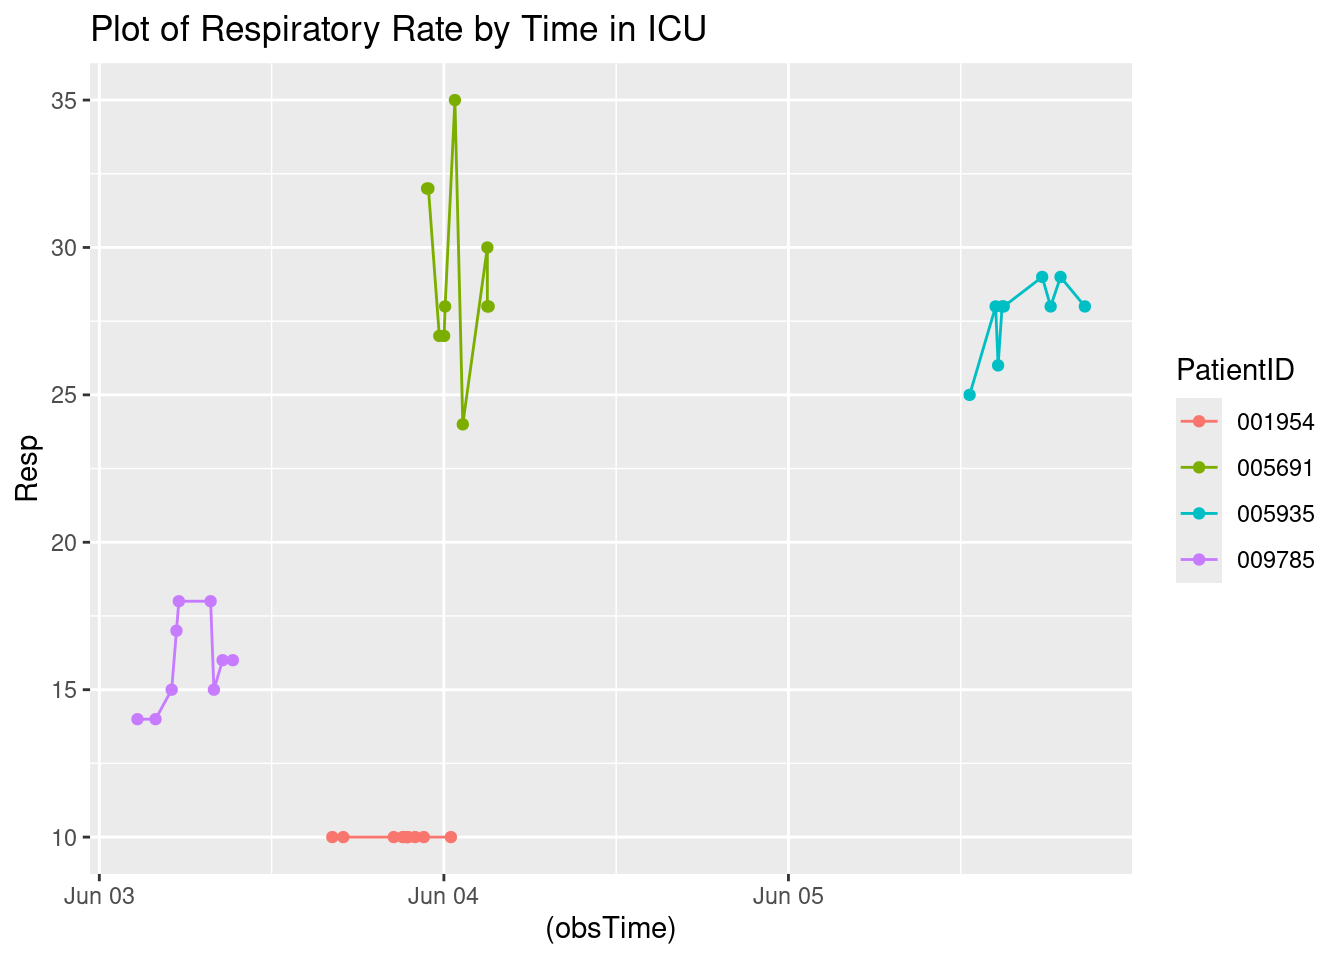 Plot of Respiratory Rate by Time in ICU
35
30
25
20
15
10
Resp
Jun 03
Jun 04
Jun 05
(obsTime)
PatientID
001954
005691
005935
009785